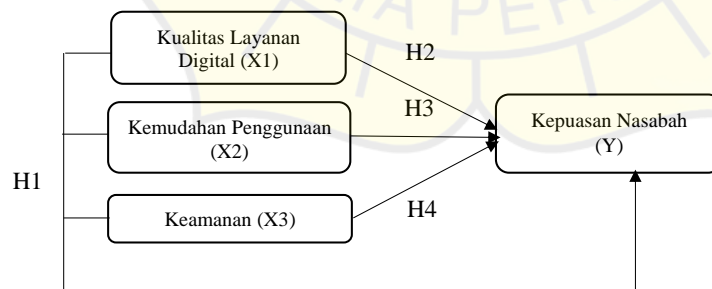 Kualitas Layanan
Digital (X1)
H2
H3
Kemudahan Penggunaan
(X2)
Kepuasan Nasabah
(Y)
H1
Keamanan (X3)
H4